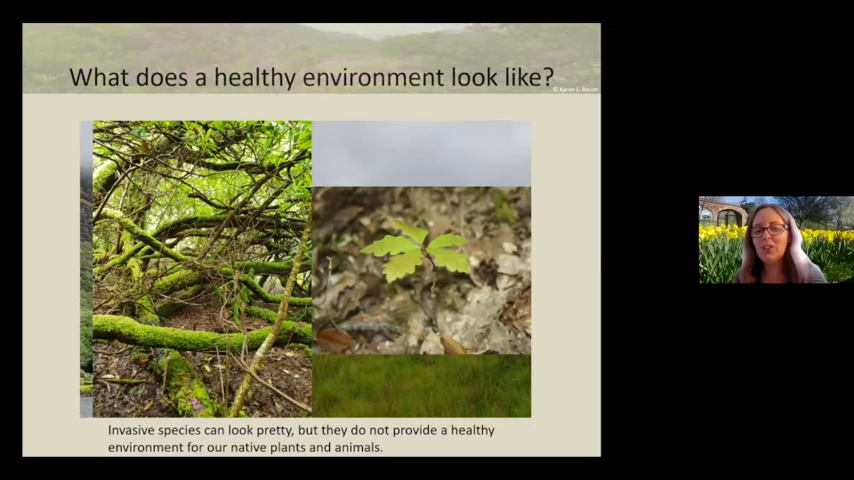 What does a healthy environment look like?
© Karen L. Bacon
Invasive species can look pretty, but they do not provide a healthy
environment for our native plants and animals.